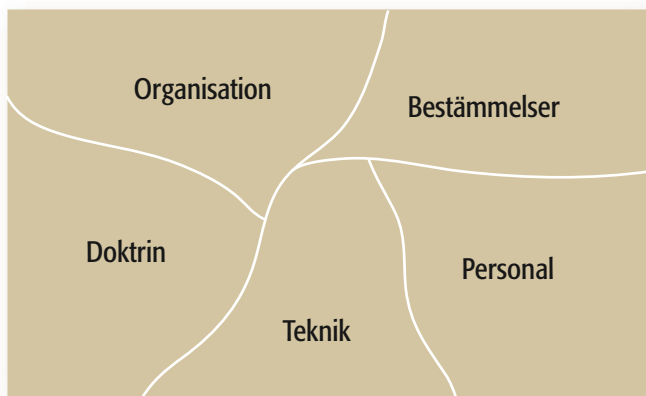 Organisation
Bestämmelser
Doktrin
Personal
Teknik